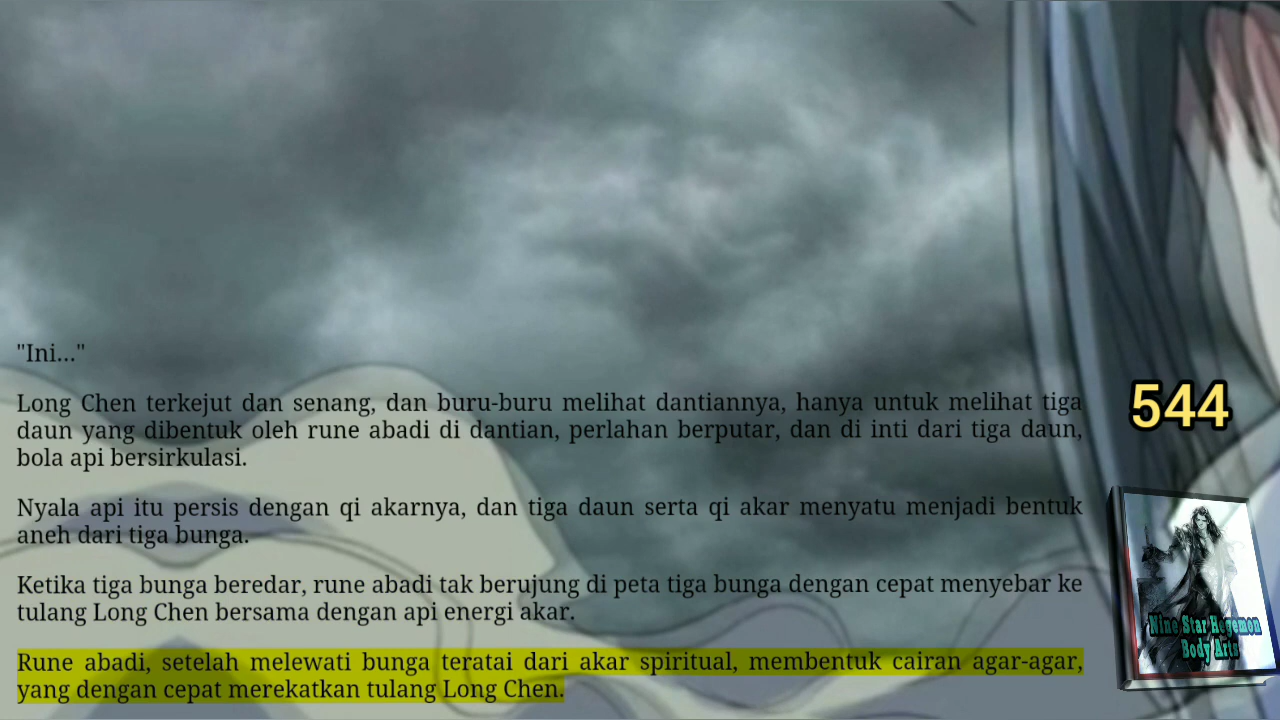 "Ini..."
Long Chen terkejut dan senang, dan buru-buru melihat dantiannya, hanya untuk melihat tiga
daun yang dibentuk oleh rune abadi di dantian, perlahan berputar, dan di inti dari tiga daun,
bola api bersirkulasi.
Nyala api itu persis dengan qi akarnya, dan tiga daun serta qi akar menyatu menjadi bentuk
aneh dari tiga bunga.
Ketika tiga bunga beredar, rune abadi tak berujung di peta tiga bunga dengan cepat menyebar ke
tulang Long Chen bersama dengan api energi akar.
Rune abadi, setelah melewati bunga teratai dari akar spiritual, membentuk cairan agar-agar,
yang dengan cepat merekatkan tulang Long Chen.
544
Nine Star Hegemon
Body Arts